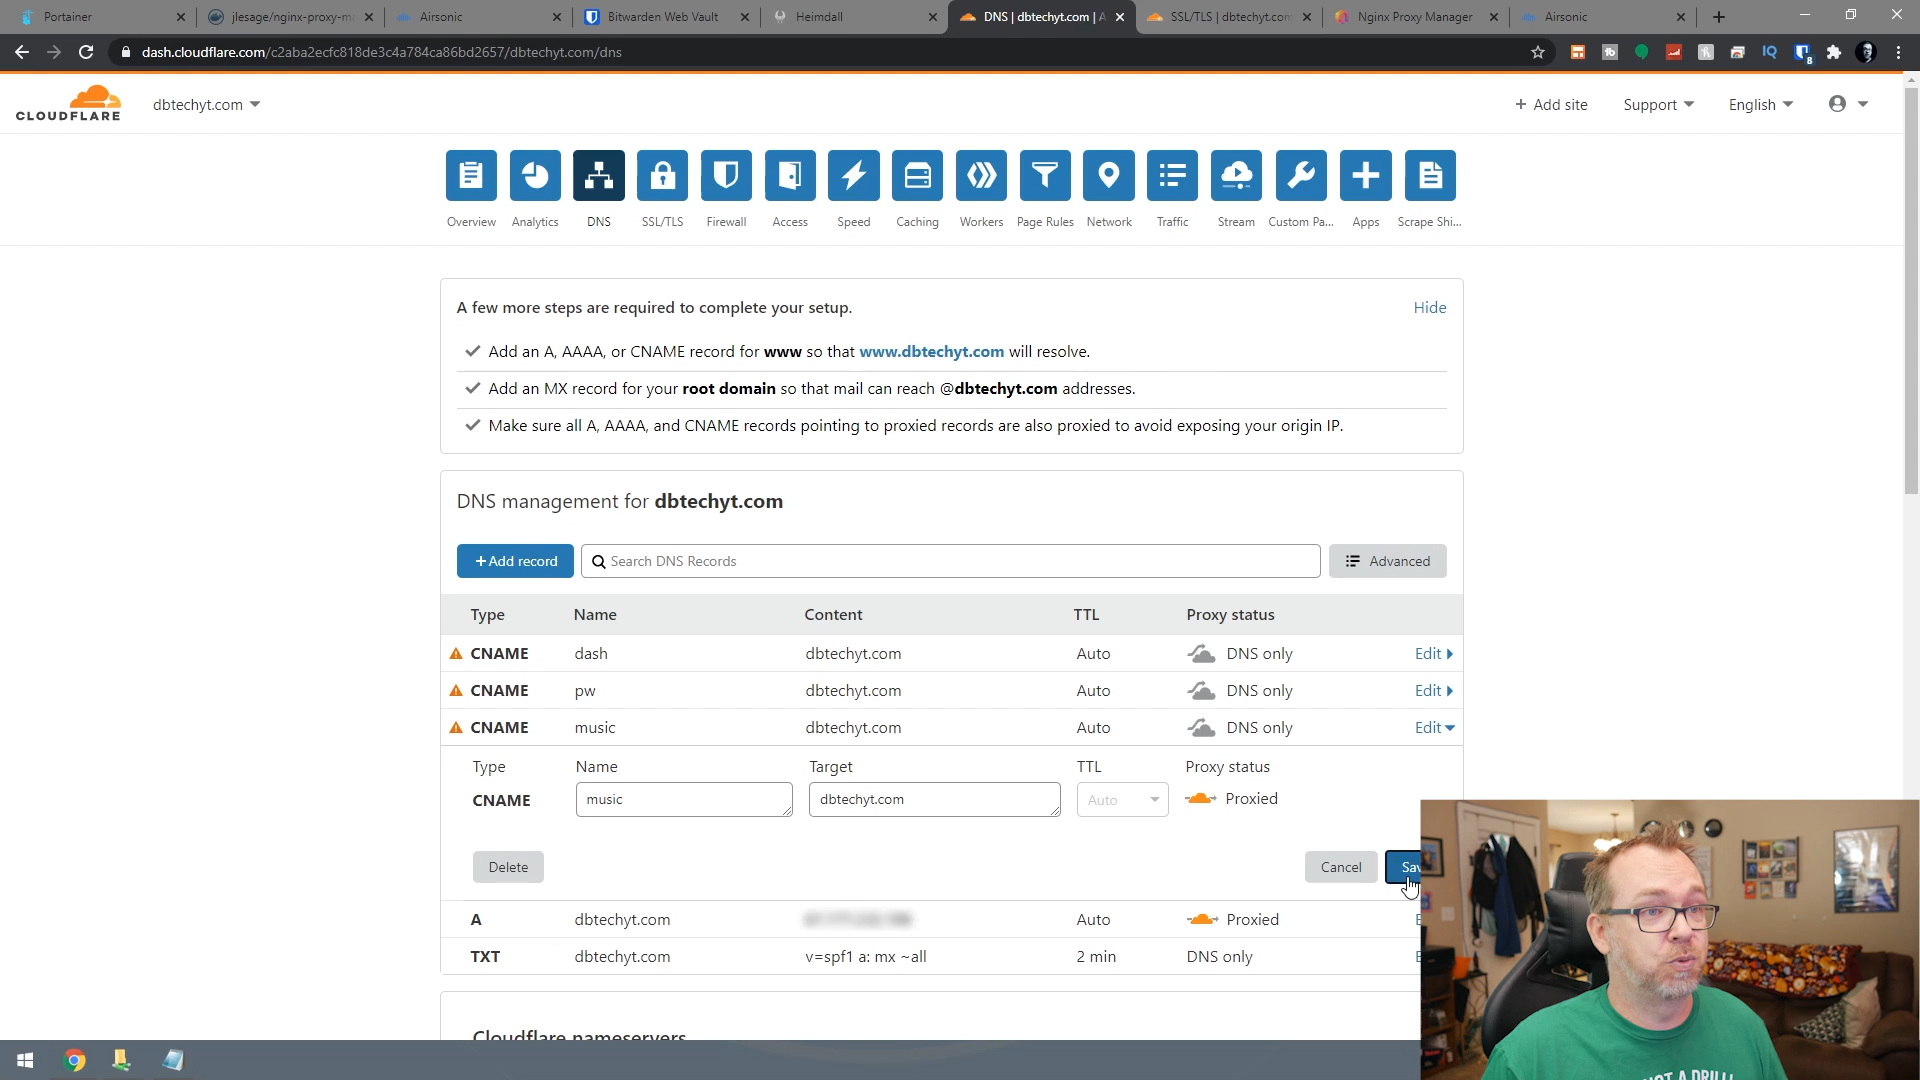 Portainer
jlesage/nginx-proxy-ma
Airsonic
Bitwarden Web Vault
Heimdall
DNS | dbtechyt.com | A
SSL/TLS | dbtechyt.com
Nginx Proxy Manager
Airsonic
dash.cloudflare.com/c2aba2ecfc818de3c4a784ca86bd2657/dbtechyt.com/dns
CLOUDFLARE
dbtechyt.com
+ Add site
Support
English
Overview
Analytics
DNS
SSL/TLS
Firewall
Access
Speed
Caching
Workers
Page Rules
Network
Traffic
Stream
Custom Pa...
Apps
Scrape Shi...
A few more steps are required to complete your setup.
Hide
Add an A, AAAA, or CNAME record for www so that www.dbtechyt.com will resolve.
Add an MX record for your root domain so that mail can reach @dbtechyt.com addresses.
Make sure all A, AAAA, and CNAME records pointing to proxied records are also proxied to avoid exposing your origin IP.
DNS management for dbtechyt.com
+Add record
Search DNS Records
Advanced
Type Name Content TTL Proxy status
CNAME dash dbtechyt.com Auto DNS only Edit
CNAME pw dbtechyt.com Auto DNS only Edit
CNAME music dbtechyt.com Auto DNS only Edit
Type Name Target TTL Proxy status
CNAME music dbtechyt.com Auto Proxied
Delete
Cancel
Sav
A dbtechyt.com Auto Proxied E
TXT dbtechyt.com v=spf1 a: mx ~all 2 min DNS only E
Cloudflare nameservers
NOT A DRILL